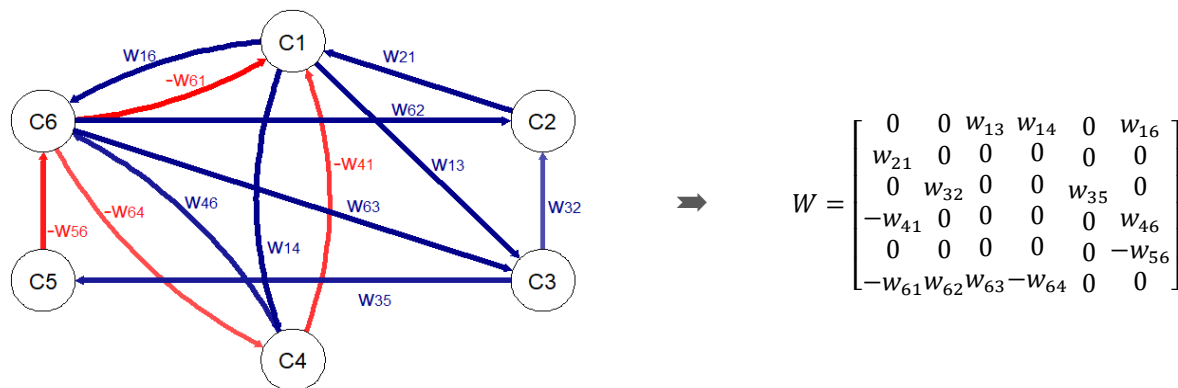 C1
W16
W21
-W61
C6
W62
C2
W13
-W41
W46
W63
W32
-W64
W14
-W56
C5
C3
W35
C4
W =
0 0 w13 w14 0 w16
w21 0 0 0 0 0
0 w32 0 0 w35 0
−w41 0 0 0 0 w46
0 0 0 0 0 −w56
−w61 w62 w63 −w64 0 0